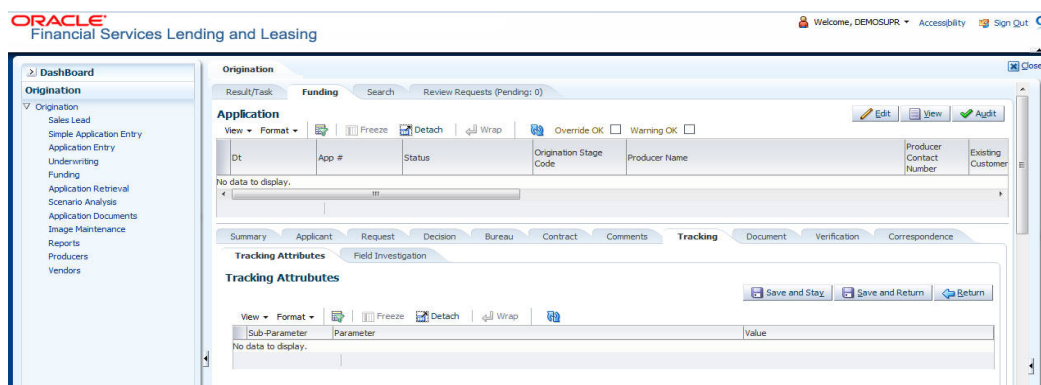 ORACLE
Financial Services Lending and Leasing
Welcome, DEMOSUPR Accessibility Sign Out
DashBoard
Origination
Origination
Sales Lead
Simple Application Entry
Application Entry
Underwriting
Funding
Application Retrieval
Scenario Analysis
Application Documents
Image Maintenance
Reports
Producers
Vendors
Origination
Close
Result/Task Funding Search Review Requests (Pending: 0)
Application
Edit View Audit
View Format Freeze Detach Wrap Override OK Warning OK
Dt App # Status Origination Stage Code Producer Name Producer Contact Number Existing Customer
No data to display.
Summary Applicant Request Decision Bureau Contract Comments Tracking Document Verification Correspondence
Tracking Attributes Field Investigation
Tracking Attrubutes
Save and Stay Save and Return Return
View Format Freeze Detach Wrap
Sub-Parameter Parameter Value
No data to display.